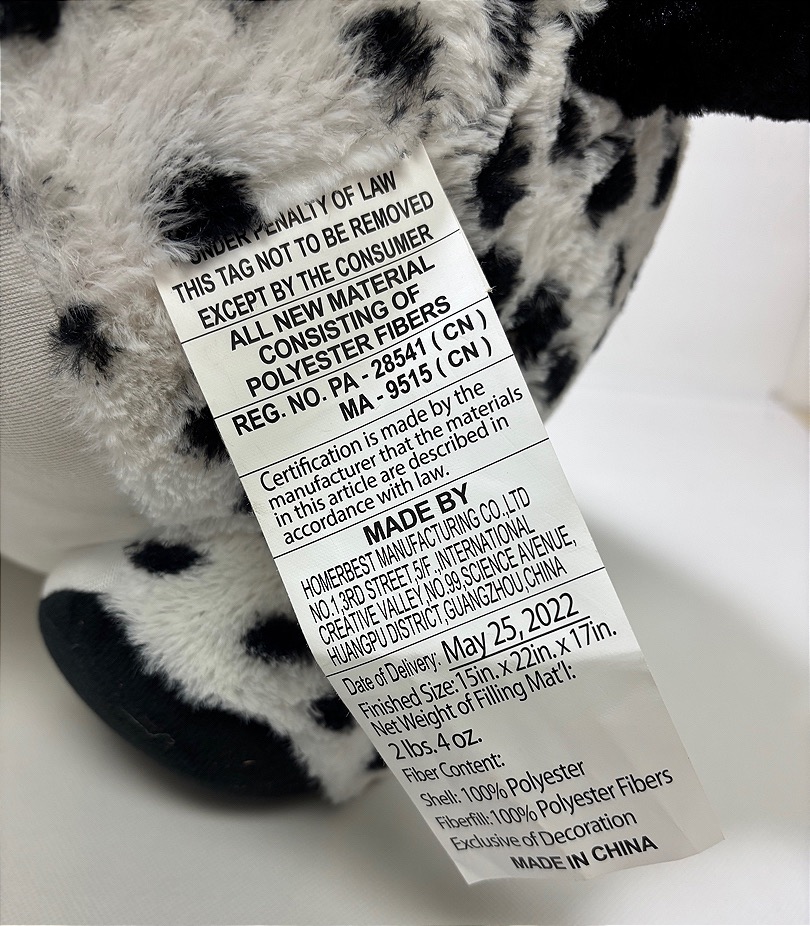 UNDER PENALTY OF LAW
THIS TAG NOT TO BE REMOVED
EXCEPT BY THE CONSUMER
ALL NEW MATERIAL
CONSISTING OF
POLYESTER FIBERS
REG. NO. PA - 28541 ( CN )
MA - 9515 ( CN )
Certification is made by the
manufacturer that the materials
in this article are described in
accordance with law.
MADE BY
HOMERBEST MANUFACTURING CO.,LTD
NO.1,3RD STREET,5/F .,INTERNATIONAL
CREATIVE VALLEY NO.99 SCIENCE AVENUE,
HUANGPU DISTRICT,GUANGZHOU,CHINA
Date of Delivery: May 25, 2022
Finished Size:15in. x 22in. x 17in.
Net Weight of Filling Mat'l:
2 lbs. 4 oz.
Fiber Content:
Shell: 100% Polyester
Fiberfill: 100% Polyester Fibers
Exclusive of Decoration
MADE IN CHINA